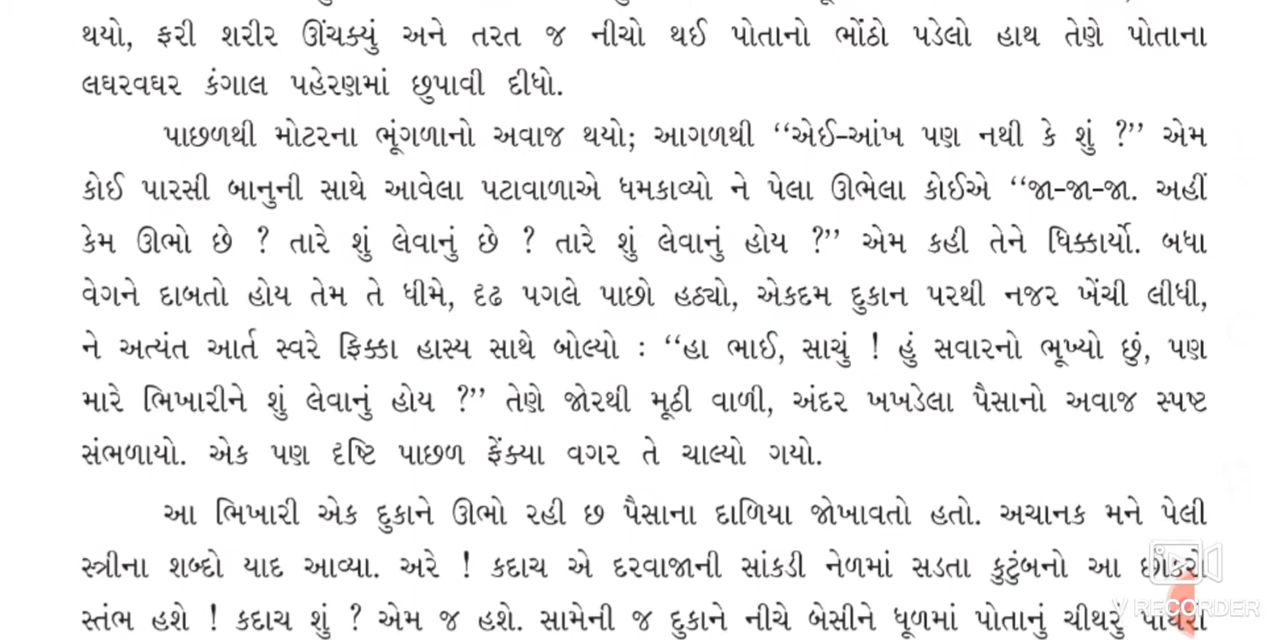 થયો, ફરી શરીર ઊંચક્યું અને તરત જ નીચો થઈ પોતાનો ભોંઠો પડેલો હાથ તેણે પોતાના
લઘરવઘર કંગાલ પહેરણમાં છુપાવી દીધો.
પાછળથી મોટરના ભૂંગળાનો અવાજ થયો; આગળથી “એઈ-આંખ પણ નથી કે શું ?” એમ
કોઈ પારસી બાનુની સાથે આવેલા પટાવાળાએ ધમકાવ્યો ને પેલા ઊભેલા કોઈએ “જા-જા-જા. અહીં
કેમ ઊભો છે ? તારે શું લેવાનું છે ? તારે શું લેવાનું હોય ?” એમ કહી તેને ધિક્કાર્યો. બધા
વેગને દાબતો હોય તેમ તે ધીમે, દૃઢ પગલે પાછો હઠ્યો, એકદમ દુકાન પરથી નજર ખેંચી લીધી,
ને અત્યંત આર્ત સ્વરે ફિક્કા હાસ્ય સાથે બોલ્યો : “હા ભાઈ, સાચું ! હું સવારનો ભૂખ્યો છું, પણ
મારે ભિખારીને શું લેવાનું હોય ?” તેણે જોરથી મૂઠી વાળી, અંદર ખખડેલા પૈસાનો અવાજ સ્પષ્ટ
સંભળાયો. એક પણ દૃષ્ટિ પાછળ ફેંક્યા વગર તે ચાલ્યો ગયો.
આ ભિખારી એક દુકાને ઊભો રહી છ પૈસાના દાળિયા જોખાવતો હતો. અચાનક મને પેલી
સ્ત્રીના શબ્દો યાદ આવ્યા. અરે ! કદાચ એ દરવાજાની સાંકડી નેળમાં સડતા કુટુંબનો આ છોકરો
સ્તંભ હશે ! કદાચ શું ? એમ જ હશે. સામેની જ દુકાને નીચે બેસીને ધૂળમાં પોતાનું ચીથરું પાથરી
V RECORDER